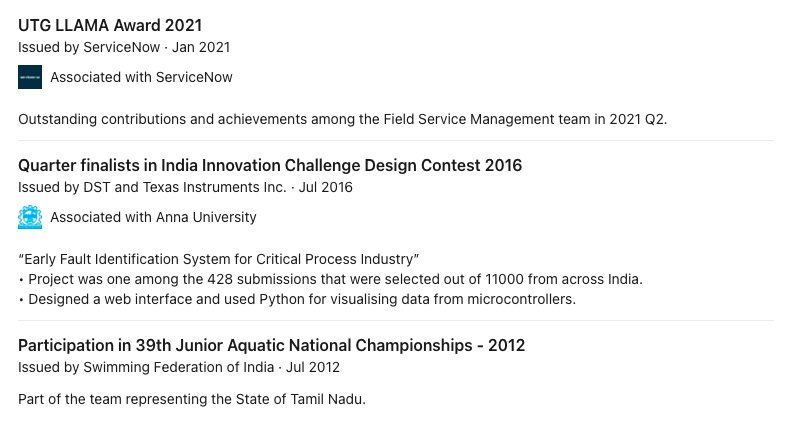 UTG LLAMA Award 2021
Issued by ServiceNow · Jan 2021
Associated with ServiceNow
Outstanding contributions and achievements among the Field Service Management team in 2021 Q2.
Quarter finalists in India Innovation Challenge Design Contest 2016
Issued by DST and Texas Instruments Inc. · Jul 2016
Associated with Anna University
“Early Fault Identification System for Critical Process Industry”
• Project was one among the 428 submissions that were selected out of 11000 from across India.
• Designed a web interface and used Python for visualising data from microcontrollers.
Participation in 39th Junior Aquatic National Championships - 2012
Issued by Swimming Federation of India · Jul 2012
Part of the team representing the State of Tamil Nadu.